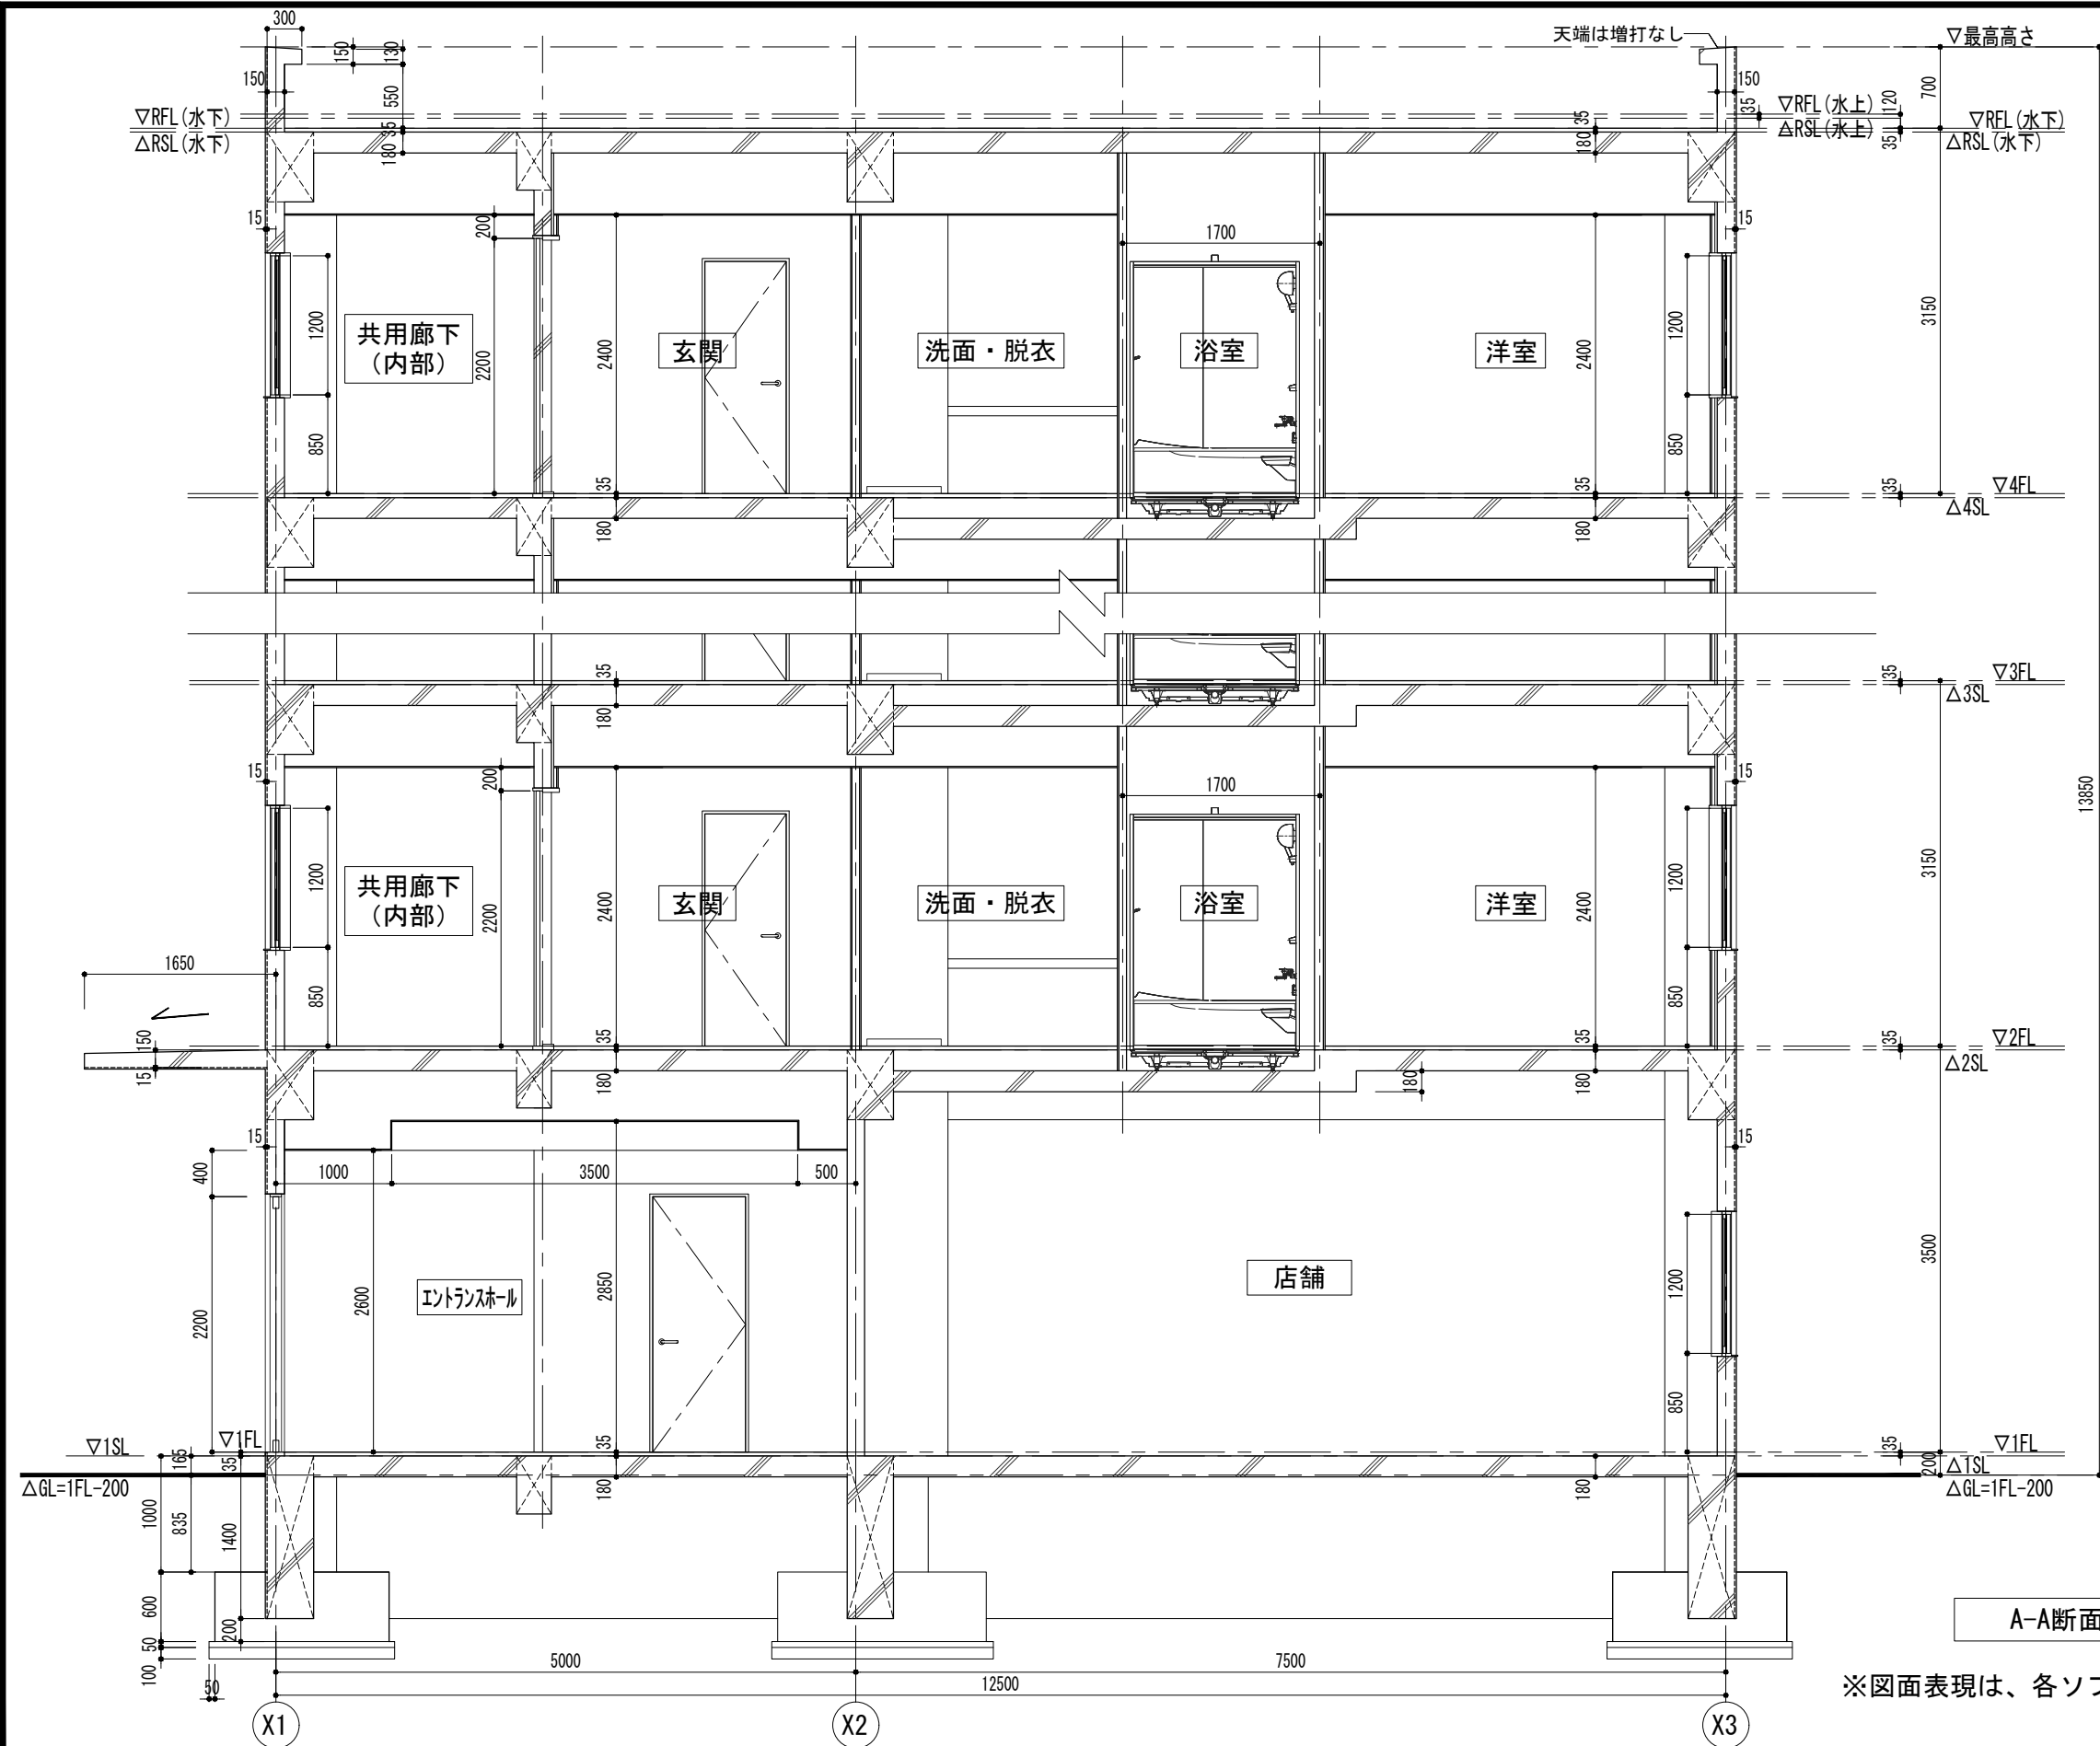 300
150
130
天端は増打なし
▽最高高さ
150
550
150
35
▽RFL(水上)
120
700
▽RFL(水下)
△RSL(水下)
35
180
35
180
△RSL(水上)
35
▽RFL(水下)
△RSL(水下)
15
200
1700
15
1200
共用廊下
(内部)
2200
2400
玄関
洗面・脱衣
浴室
洋室
2400
1200
3150
850
35
35
850
35
▽4FL
△4SL
180
180
35
180
35
▽3FL
△3SL
15
200
1700
15
13850
1200
共用廊下
(内部)
2200
2400
玄関
洗面・脱衣
浴室
洋室
2400
1200
3150
1650
850
850
150
15
35
180
180
35
180
35
▽2FL
△2SL
15
15
400
1000
3500
500
2200
2600
エントランスホール
2850
店舗
1200
3500
850
▽1SL
165
▽1FL
35
35
35
200
▽1FL
△1SL
△GL=1FL-200
180
180
△GL=1FL-200
1000
835
1400
600
200
50
100
50
A-A断面
5000
7500
12500
※図面表現は、各ソフ
X1
X2
X3